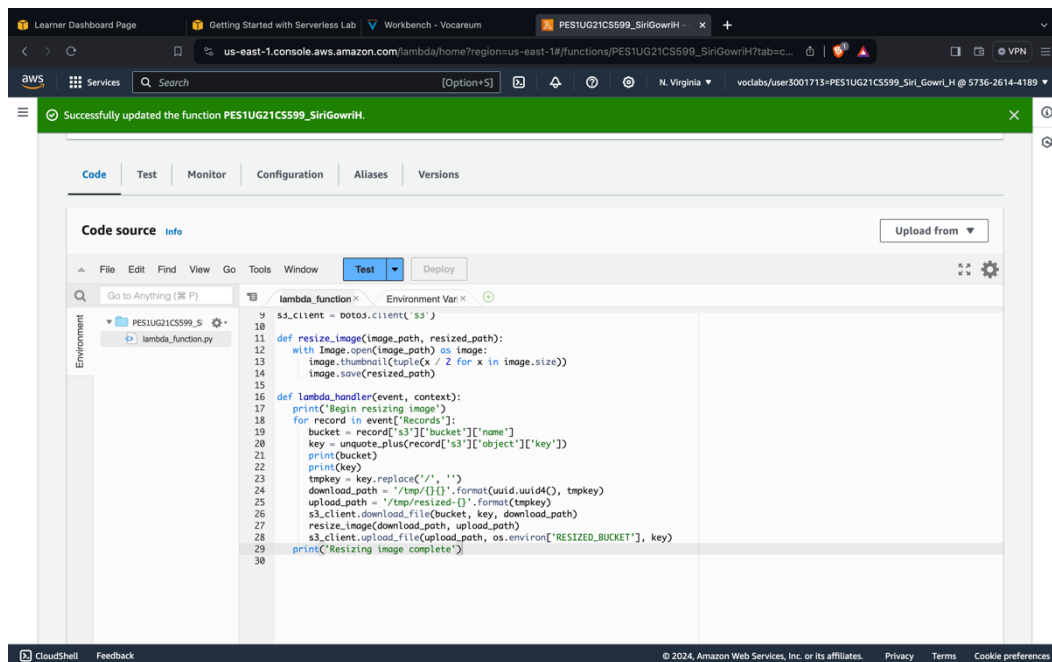 Learner Dashboard Page
Getting Started with Serverless Lab
Workbench - Vocareum
PES1UG21CS599_SiriGowriH -
us-east-1.console.aws.amazon.com/lambda/home?region=us-east-1#/functions/PES1UG21CS599_SiriGowriH?tab=c...
VPN
aws
Services
Search
[Option+S]
N. Virginia
voclabs/user3001713=PES1UG21CS599_Siri_Gowri_H @ 5736-2614-4189
Successfully updated the function PES1UG21CS599_SiriGowriH.
Code Test Monitor Configuration Aliases Versions
Code source Info
Upload from
File Edit Find View Go Tools Window Test Deploy
Go to Anything (⌘ P)
lambda_function
Environment Vari
Environment
PES1UG21CS599_S
lambda_function.py
9 s3_client = boto3.client('s3')
10
11 def resize_image(image_path, resized_path):
12 with Image.open(image_path) as image:
13 image.thumbnail(tuple(x / 2 for x in image.size))
14 image.save(resized_path)
15
16 def lambda_handler(event, context):
17 print('Begin resizing image')
18 for record in event['Records']:
19 bucket = record['s3']['bucket']['name']
20 key = unquote_plus(record['s3']['object']['key'])
21 print(bucket)
22 print(key)
23 tmpkey = key.replace('/', '')
24 download_path = '/tmp/{}{}'.format(uuid.uuid4(), tmpkey)
25 upload_path = '/tmp/resized-{}'.format(tmpkey)
26 s3_client.download_file(bucket, key, download_path)
27 resize_image(download_path, upload_path)
28 s3_client.upload_file(upload_path, os.environ['RESIZED_BUCKET'], key)
29 print('Resizing image complete')
30
CloudShell Feedback
© 2024, Amazon Web Services, Inc. or its affiliates. Privacy Terms Cookie preferences